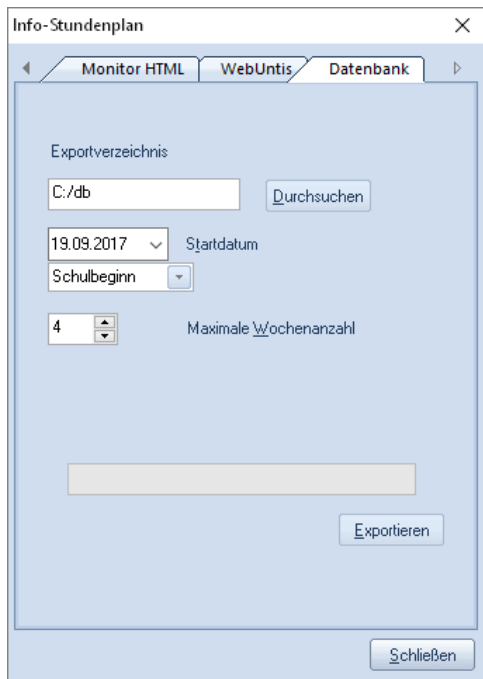 Info-Stundenplan
Monitor HTML WebUntis Datenbank
Exportverzeichnis
C:/db Durchsuchen
19.09.2017 Startdatum
Schulbeginn
4 Maximale Wochenanzahl
Exportieren
Schließen